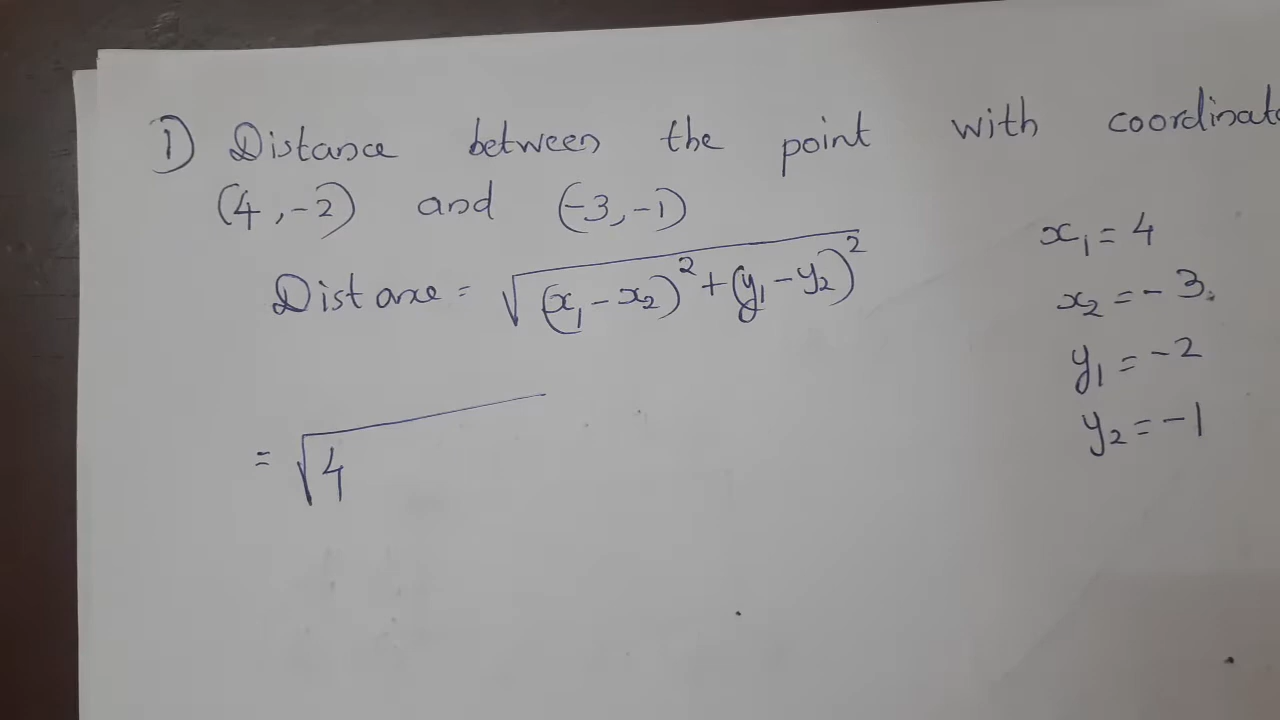 1) Distance between the point with coordinat
(4,-2) and (-3,-1)
x₁ = 4
Distance = √(x₁ - x₂)² + (y₁ - y₂)²
x₂ = -3
y₁ = -2
y₂ = -1
= √4